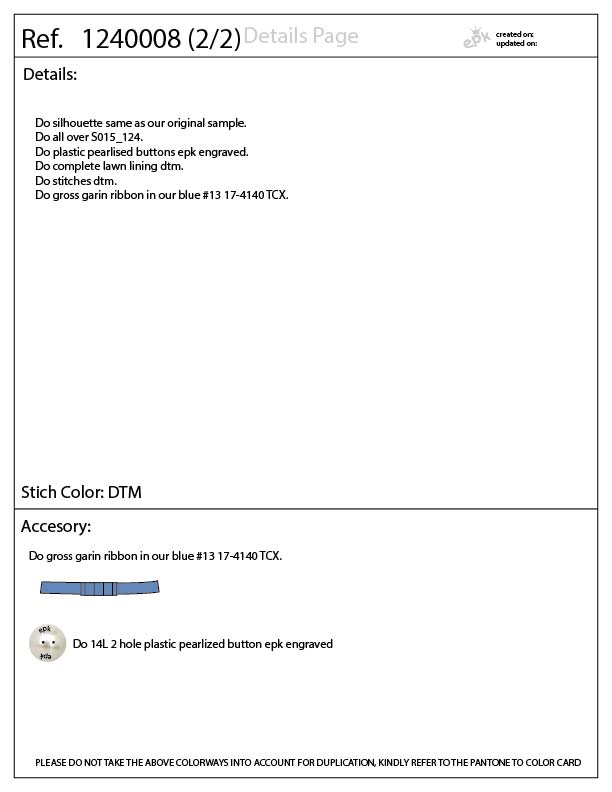 Ref. 1240008 (2/2) Details Page
epk
created on:
updated on:
Details:
Do silhouette same as our original sample.
Do all over S015_124.
Do plastic pearlised buttons epk engraved.
Do complete lawn lining dtm.
Do stitches dtm.
Do gross garin ribbon in our blue #13 17-4140 TCX.
Stich Color: DTM
Accesory:
Do gross garin ribbon in our blue #13 17-4140 TCX.
epk
Do 14L 2 hole plastic pearlized button epk engraved
epk
PLEASE DO NOT TAKE THE ABOVE COLORWAYS INTO ACCOUNT FOR DUPLICATION, KINDLY REFER TO THE PANTONE TO COLOR CARD